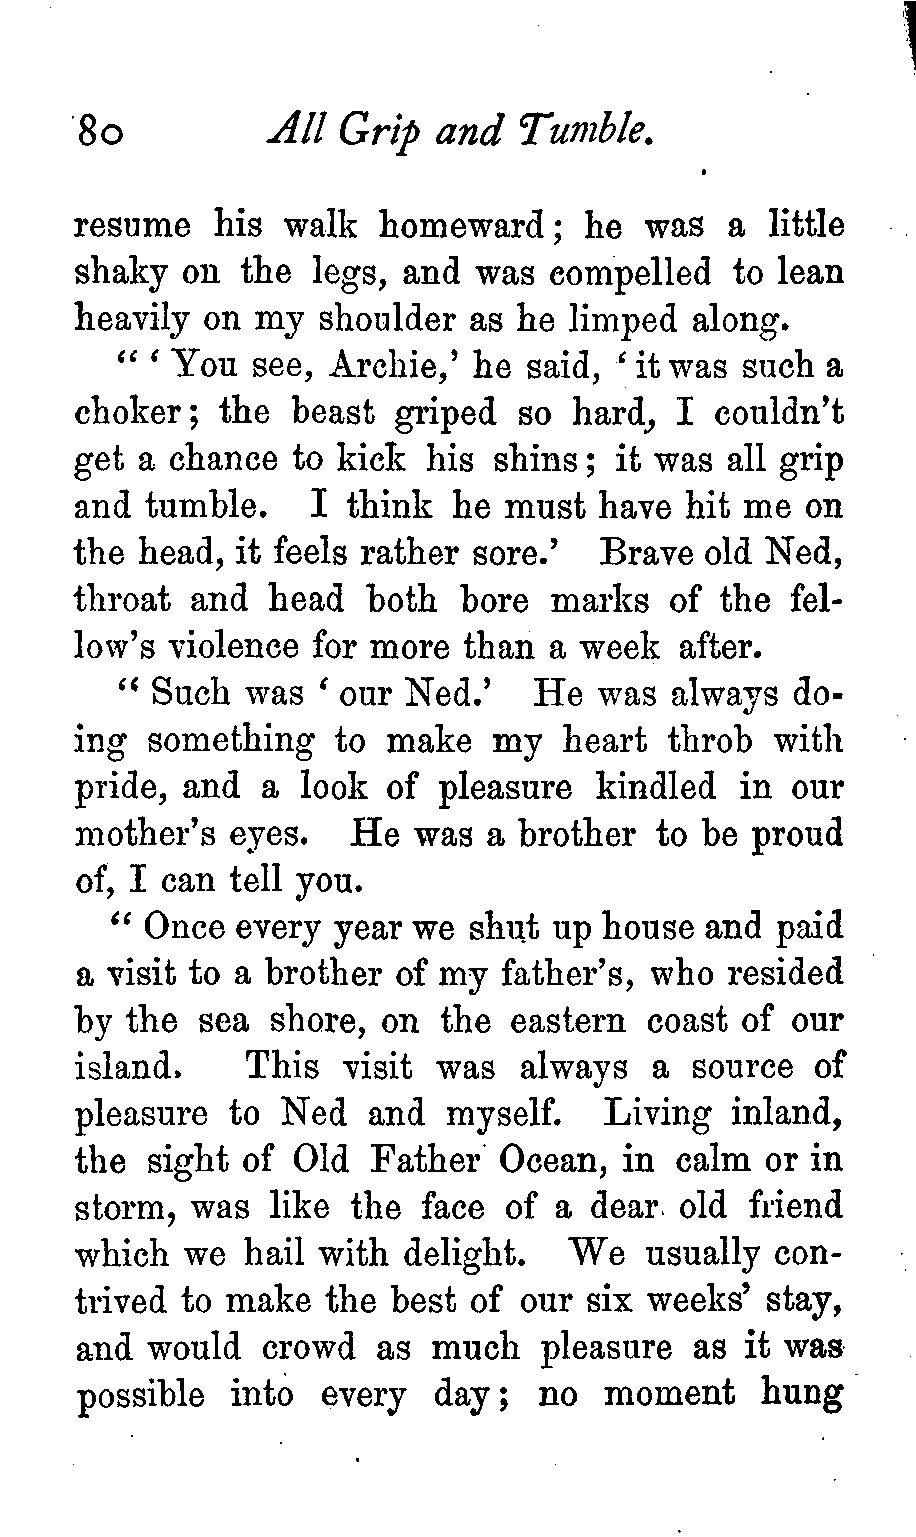 80 All Grip and Tumble.
resume his walk homeward; he was a little
shaky on the legs, and was compelled to lean
heavily on my shoulder as he limped along.
“ ‘ You see, Archie,’ he said, ‘ it was such a
choker; the beast griped so hard, I couldn’t
get a chance to kick his shins; it was all grip
and tumble. I think he must have hit me on
the head, it feels rather sore.’ Brave old Ned,
throat and head both bore marks of the fel-
low’s violence for more than a week after.
“ Such was ‘ our Ned.’ He was always do-
ing something to make my heart throb with
pride, and a look of pleasure kindled in our
mother’s eyes. He was a brother to be proud
of, I can tell you.
“ Once every year we shut up house and paid
a visit to a brother of my father’s, who resided
by the sea shore, on the eastern coast of our
island. This visit was always a source of
pleasure to Ned and myself. Living inland,
the sight of Old Father Ocean, in calm or in
storm, was like the face of a dear old friend
which we hail with delight. We usually con-
trived to make the best of our six weeks’ stay,
and would crowd as much pleasure as it was
possible into every day; no moment hung